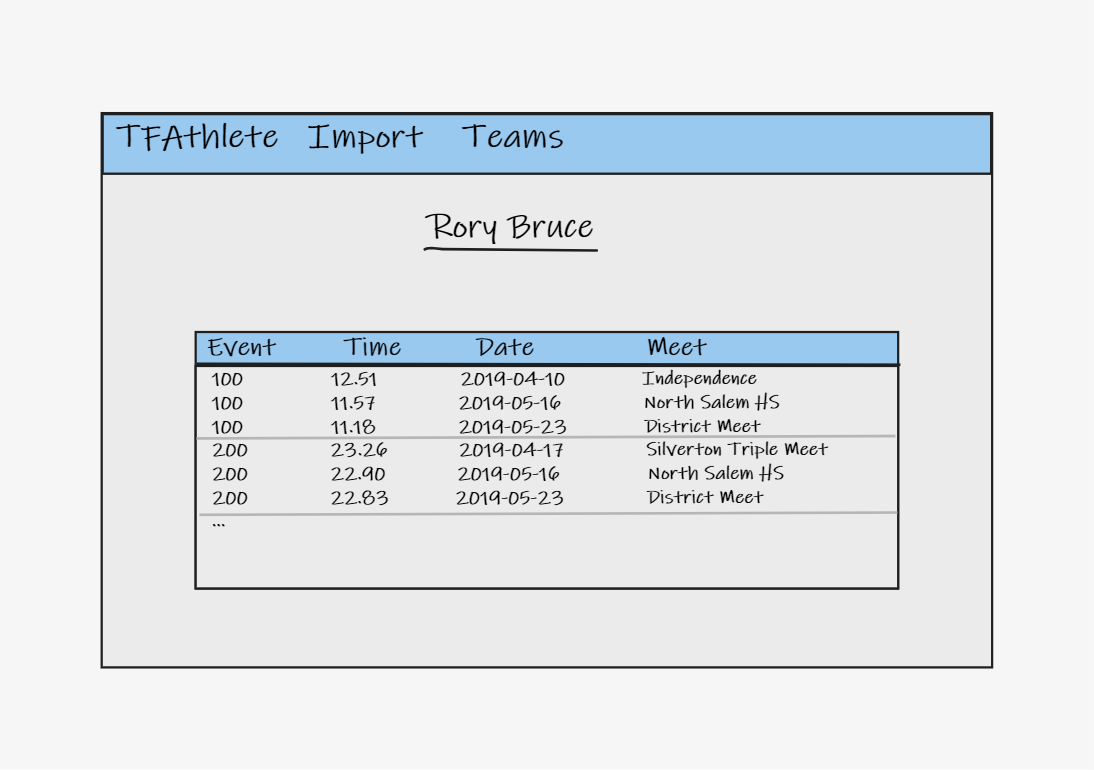 TFAthlete Import Teams
Rory Bruce
Event Time Date Meet
100 12.51 2019-04-10 Independence
100 11.57 2019-05-16 North Salem HS
100 11.18 2019-05-23 District Meet
200 23.26 2019-04-17 Silverton Triple Meet
200 22.90 2019-05-16 North Salem HS
200 22.83 2019-05-23 District Meet
...